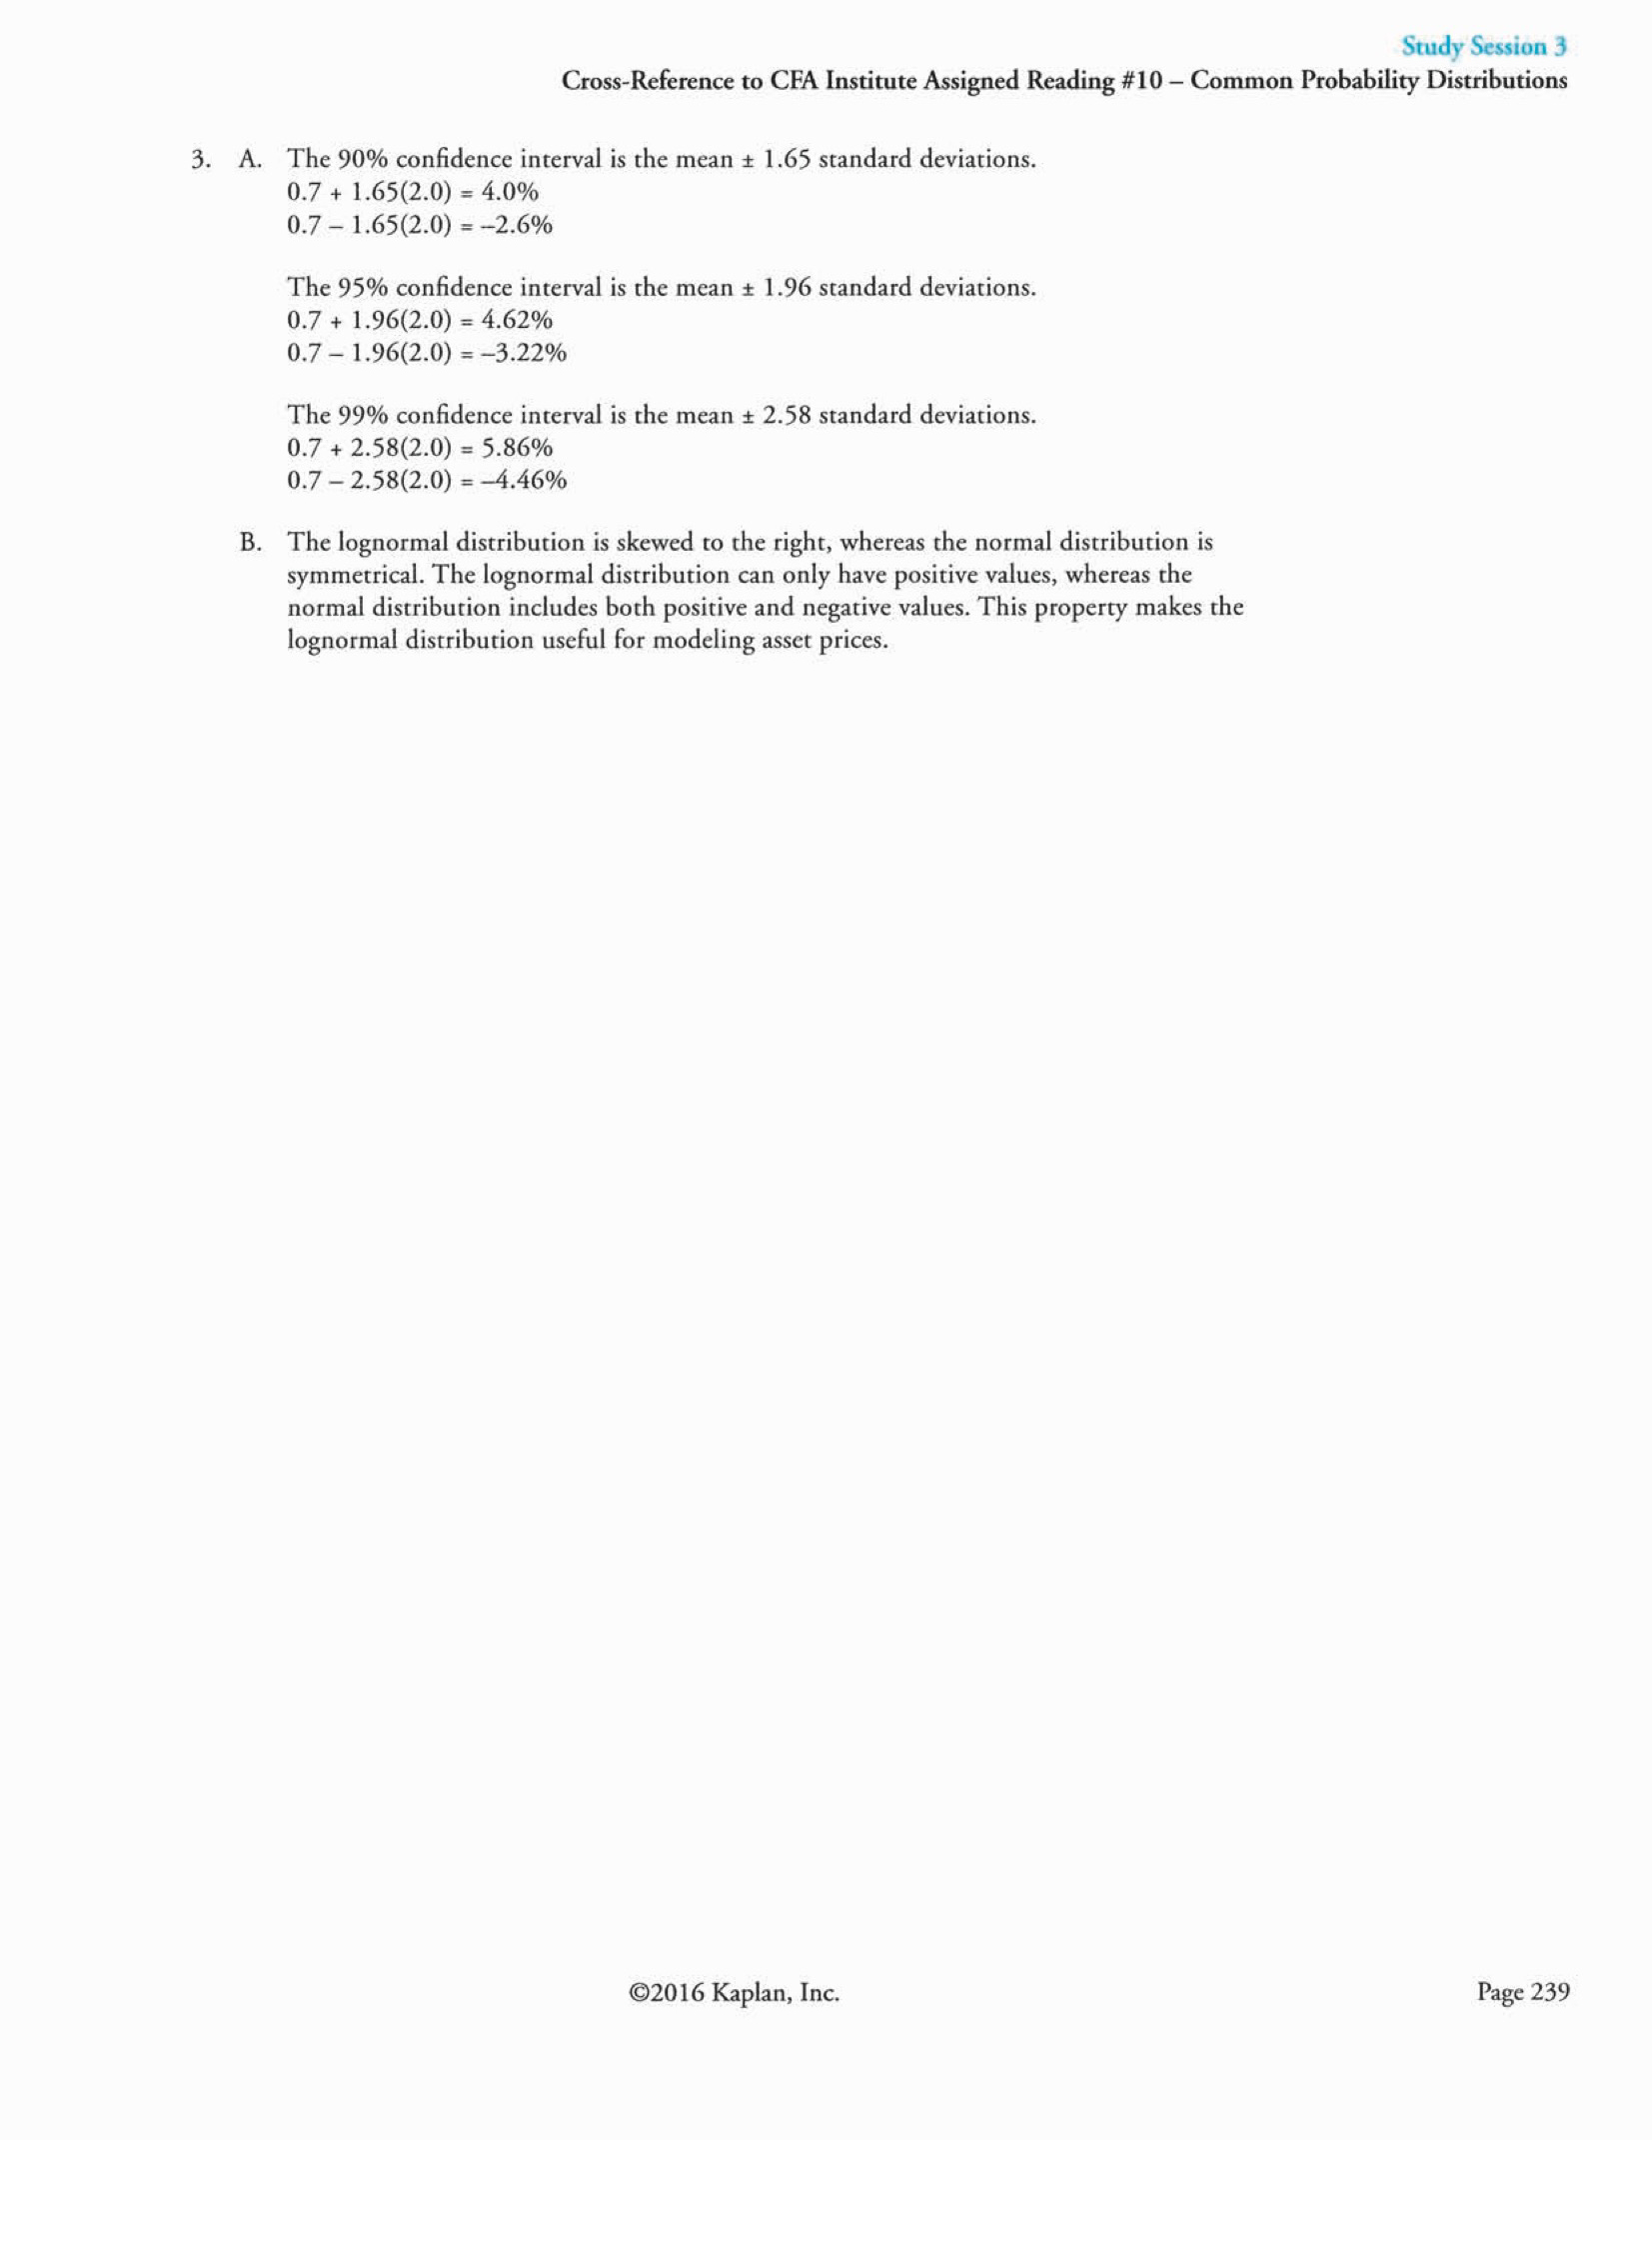 Study Session 3
Cross-Reference to CFA Institute Assigned Reading #10 – Common Probability Distributions
3. A. The 90% confidence interval is the mean ± 1.65 standard deviations.
0.7 + 1.65(2.0) = 4.0%
0.7 – 1.65(2.0) = –2.6%
The 95% confidence interval is the mean ± 1.96 standard deviations.
0.7 + 1.96(2.0) = 4.62%
0.7 – 1.96(2.0) = –3.22%
The 99% confidence interval is the mean ± 2.58 standard deviations.
0.7 + 2.58(2.0) = 5.86%
0.7 – 2.58(2.0) = –4.46%
B. The lognormal distribution is skewed to the right, whereas the normal distribution is
symmetrical. The lognormal distribution can only have positive values, whereas the
normal distribution includes both positive and negative values. This property makes the
lognormal distribution useful for modeling asset prices.
©2016 Kaplan, Inc.
Page 239